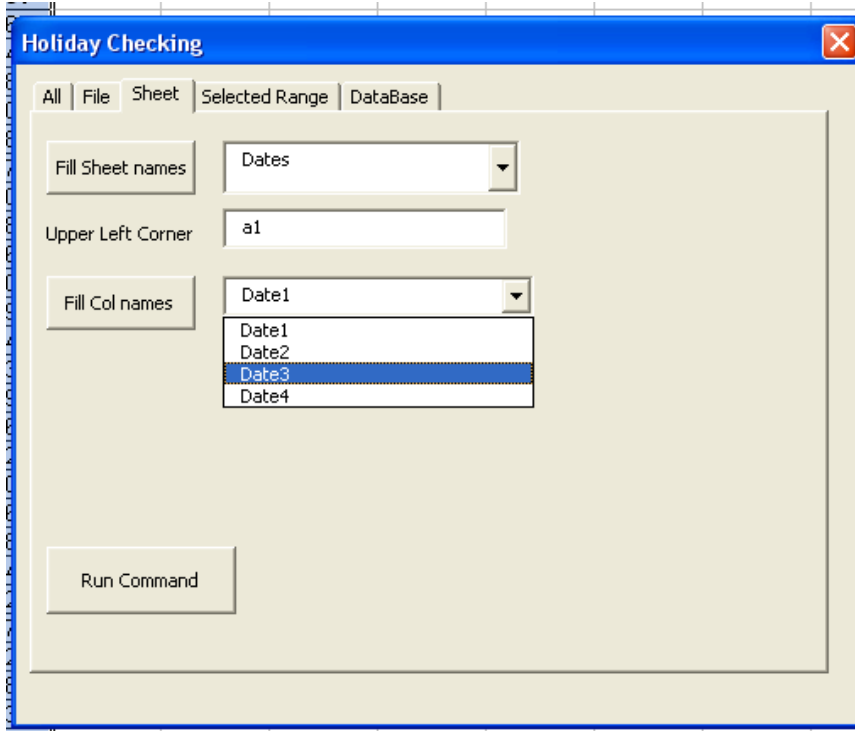 Holiday Checking
All File Sheet Selected Range DataBase
Fill Sheet names Dates
Upper Left Corner a1
Fill Col names Date1
Date1
Date2
Date3
Date4
Run Command